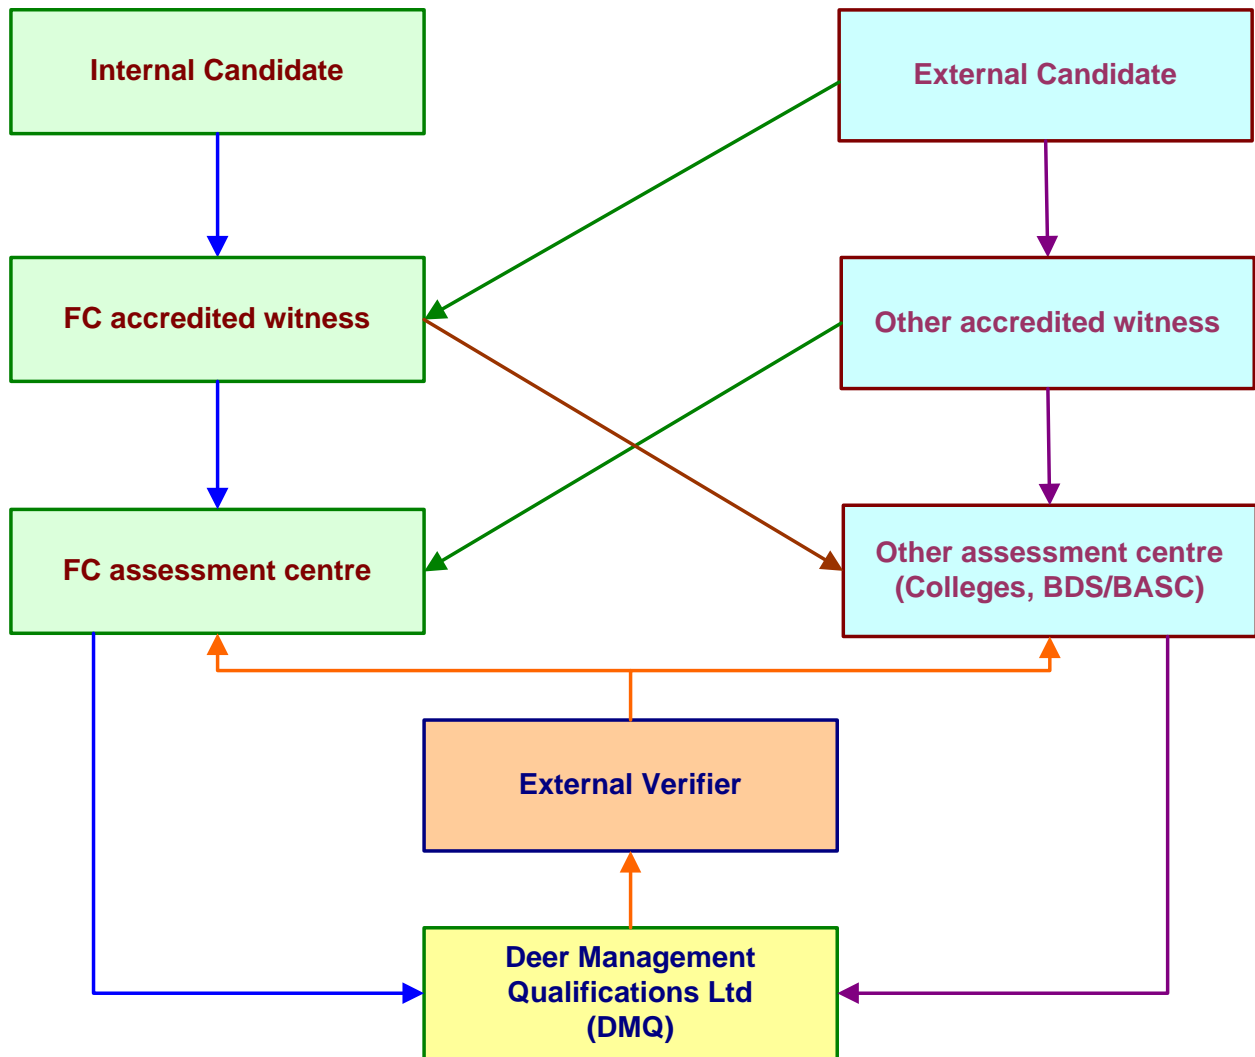 Internal Candidate
External Candidate
FC accredited witness
Other accredited witness
FC assessment centre
Other assessment centre
(Colleges, BDS/BASC)
External Verifier
Deer Management
Qualifications Ltd
(DMQ)